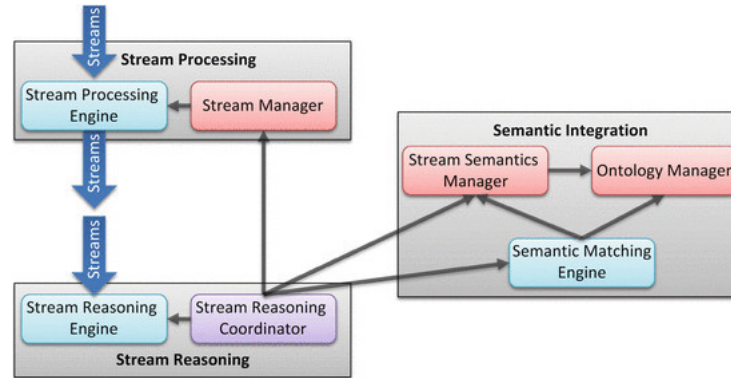 Streams
Stream Processing
Stream Processing
Engine
Stream Manager
Streams
Semantic Integration
Stream Semantics
Manager
Ontology Manager
Semantic Matching
Engine
Streams
Stream Reasoning
Engine
Stream Reasoning
Coordinator
Stream Reasoning